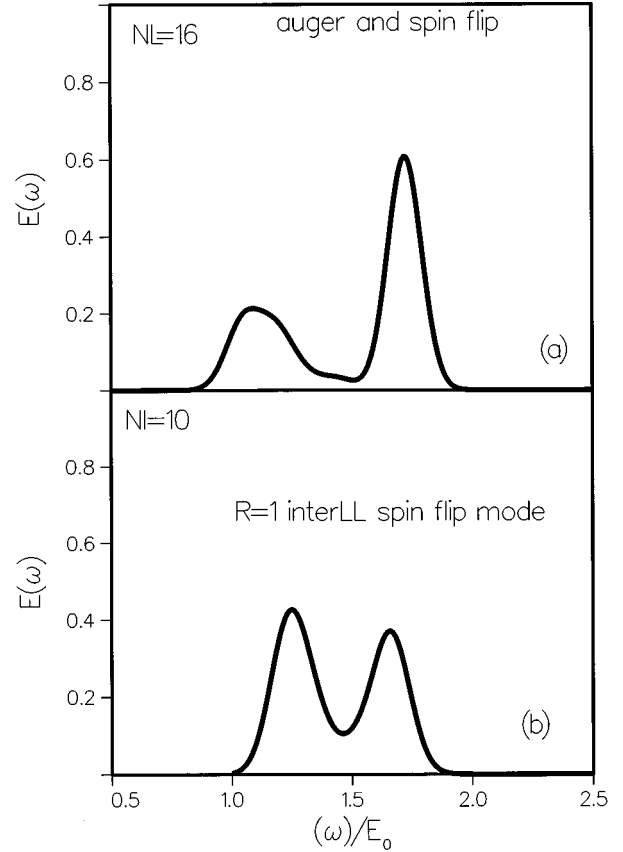 NL=16
auger and spin flip
0.8
0.6
0.4
0.2
E(ω)
(a)
NI=10
0.8
R=1 interLL spin flip mode
0.6
0.4
0.2
E(ω)
(b)
0.5 1.0 1.5 2.0 2.5
(ω)/E₀